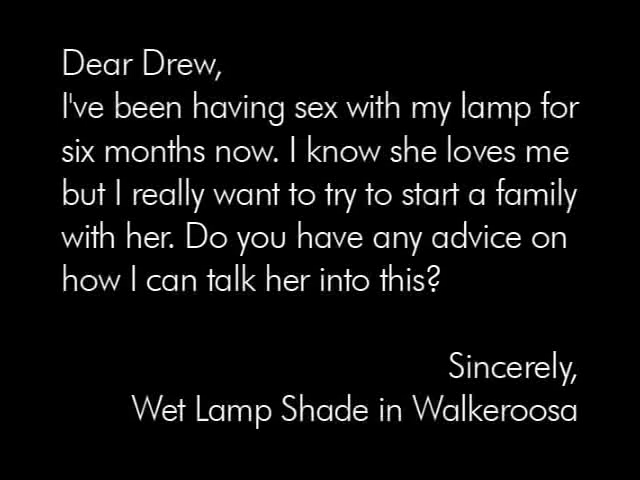 Dear Drew,
I've been having sex with my lamp for
six months now. I know she loves me
but I really want to try to start a family
with her. Do you have any advice on
how I can talk her into this?
Sincerely,
Wet Lamp Shade in Walkeroosa